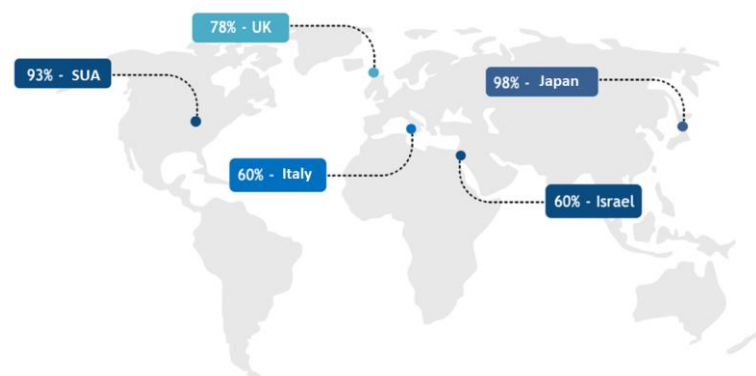 78% - UK
93% - SUA
98% - Japan
60% - Italy
60% - Israel